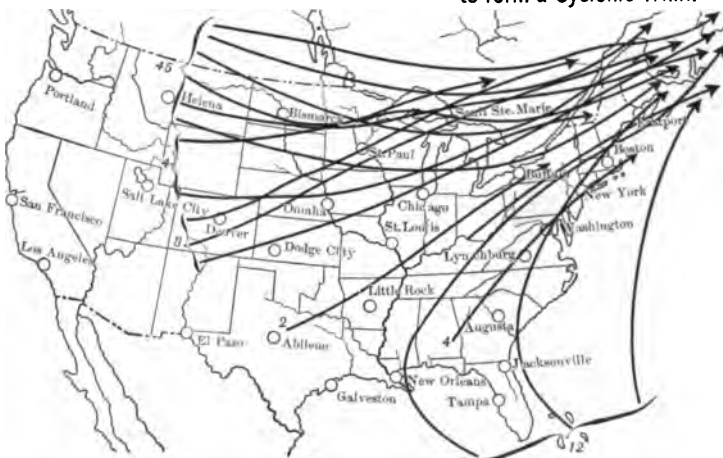 to form a Cyclonic Whirl
45
Portland
Helena
Bismarck
Sault Ste. Marie
Eastport
St. Paul
Boston
Buffalo
Salt Lake City
New York
Omaha
Chicago
San Francisco
Denver
St. Louis
Washington
8
Dodge City
Los Angeles
Lynchburg
Little Rock
2
4
Augusta
El Paso
Abilene
Jacksonville
New Orleans
Galveston
Tampa
12